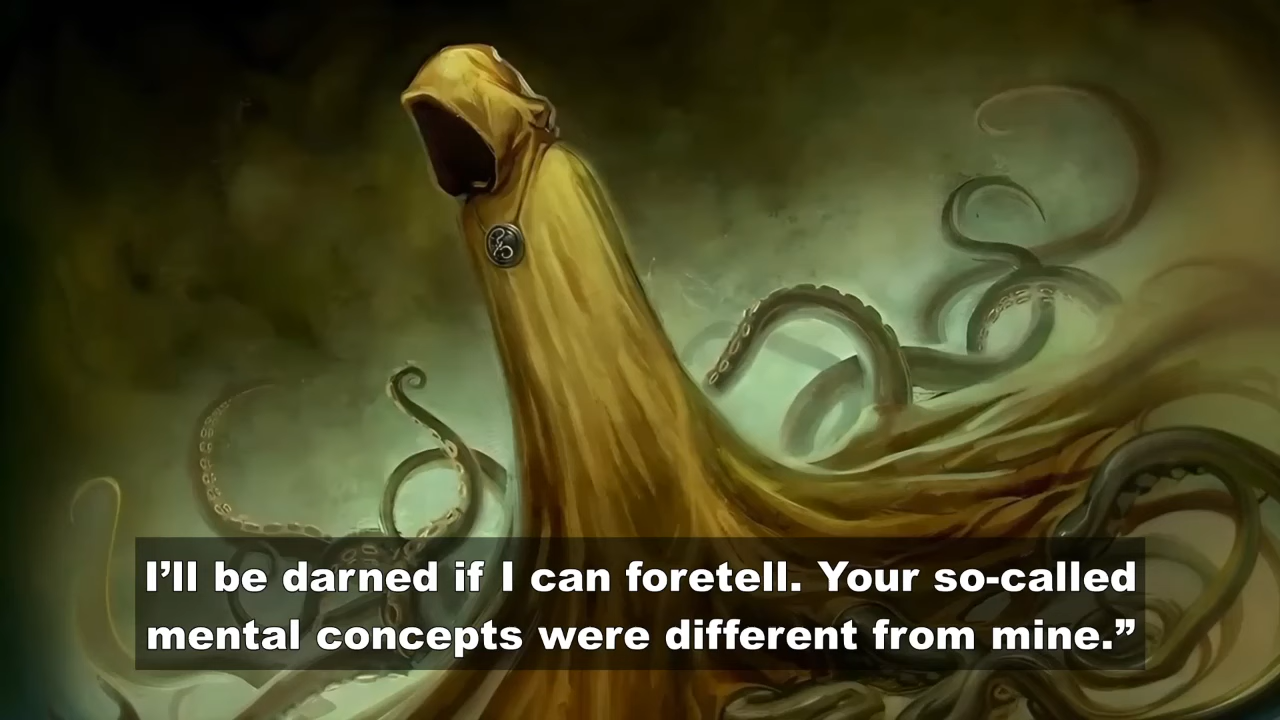 I’ll be darned if I can foretell. Your so-called
mental concepts were different from mine.”